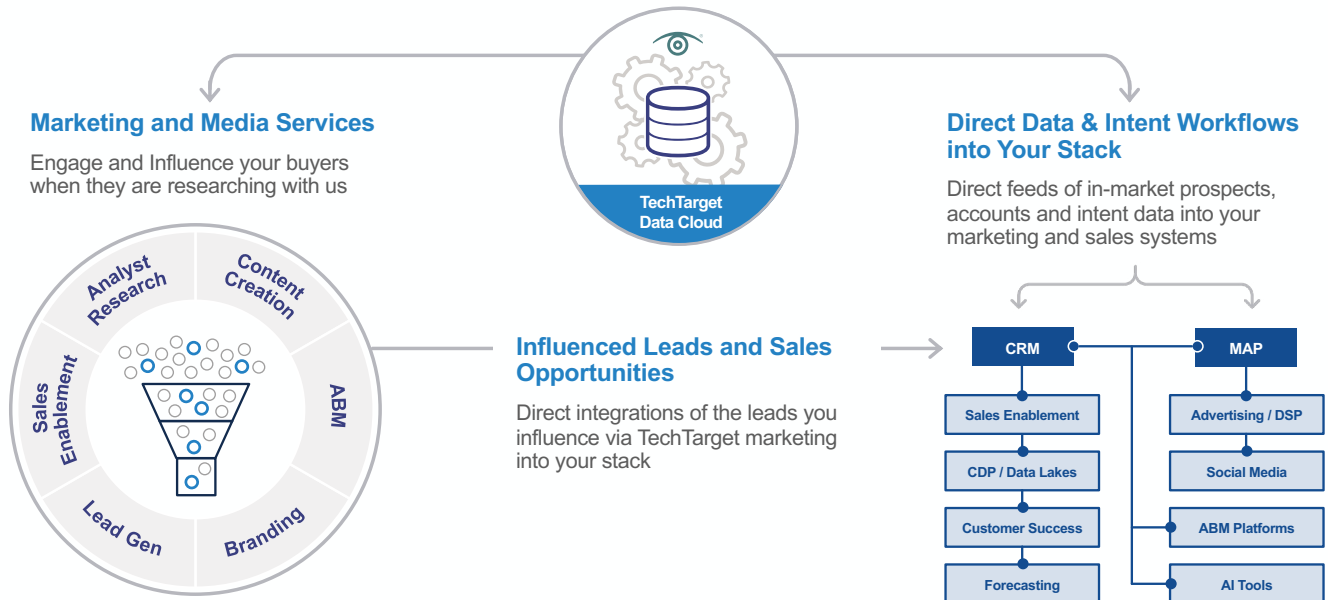 TechTarget
Data Cloud
Marketing and Media Services
Engage and Influence your buyers
when they are researching with us
Analyst
Research
Content
Creation
ABM
Branding
Lead Gen
Sales
Enablement
Influenced Leads and Sales
Opportunities
Direct integrations of the leads you
influence via TechTarget marketing
into your stack
Direct Data & Intent Workflows
into Your Stack
Direct feeds of in-market prospects,
accounts and intent data into your
marketing and sales systems
CRM
Sales Enablement
CDP / Data Lakes
Customer Success
Forecasting
MAP
Advertising / DSP
Social Media
ABM Platforms
AI Tools